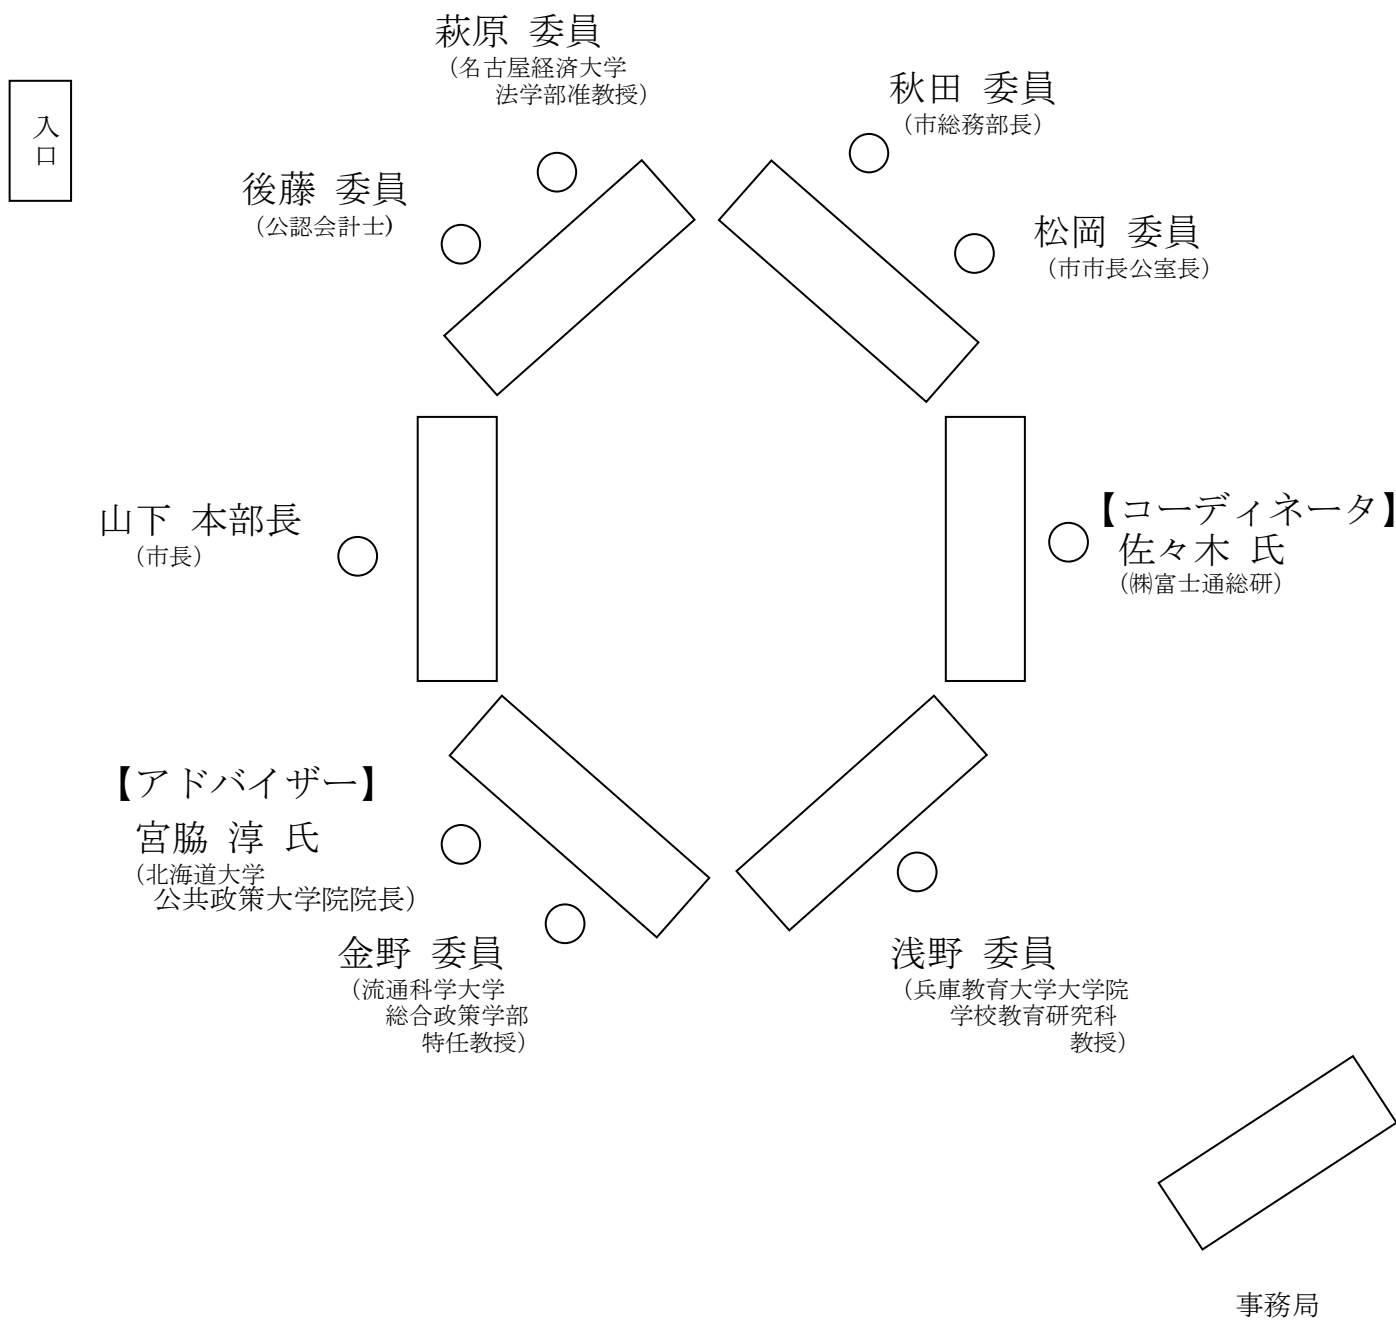 萩原 委員
（名古屋経済大学
法学部准教授）
秋田 委員
（市総務部長）
入口
後藤 委員
（公認会計士）
松岡 委員
（市市長公室長）
山下 本部長
（市長）
【コーディネータ】
佐々木 氏
（㈱富士通総研）
【アドバイザー】
宮脇 淳 氏
（北海道大学
公共政策大学院院長）
金野 委員
（流通科学大学
総合政策学部
特任教授）
浅野 委員
（兵庫教育大学大学院
学校教育研究科
教授）
事務局